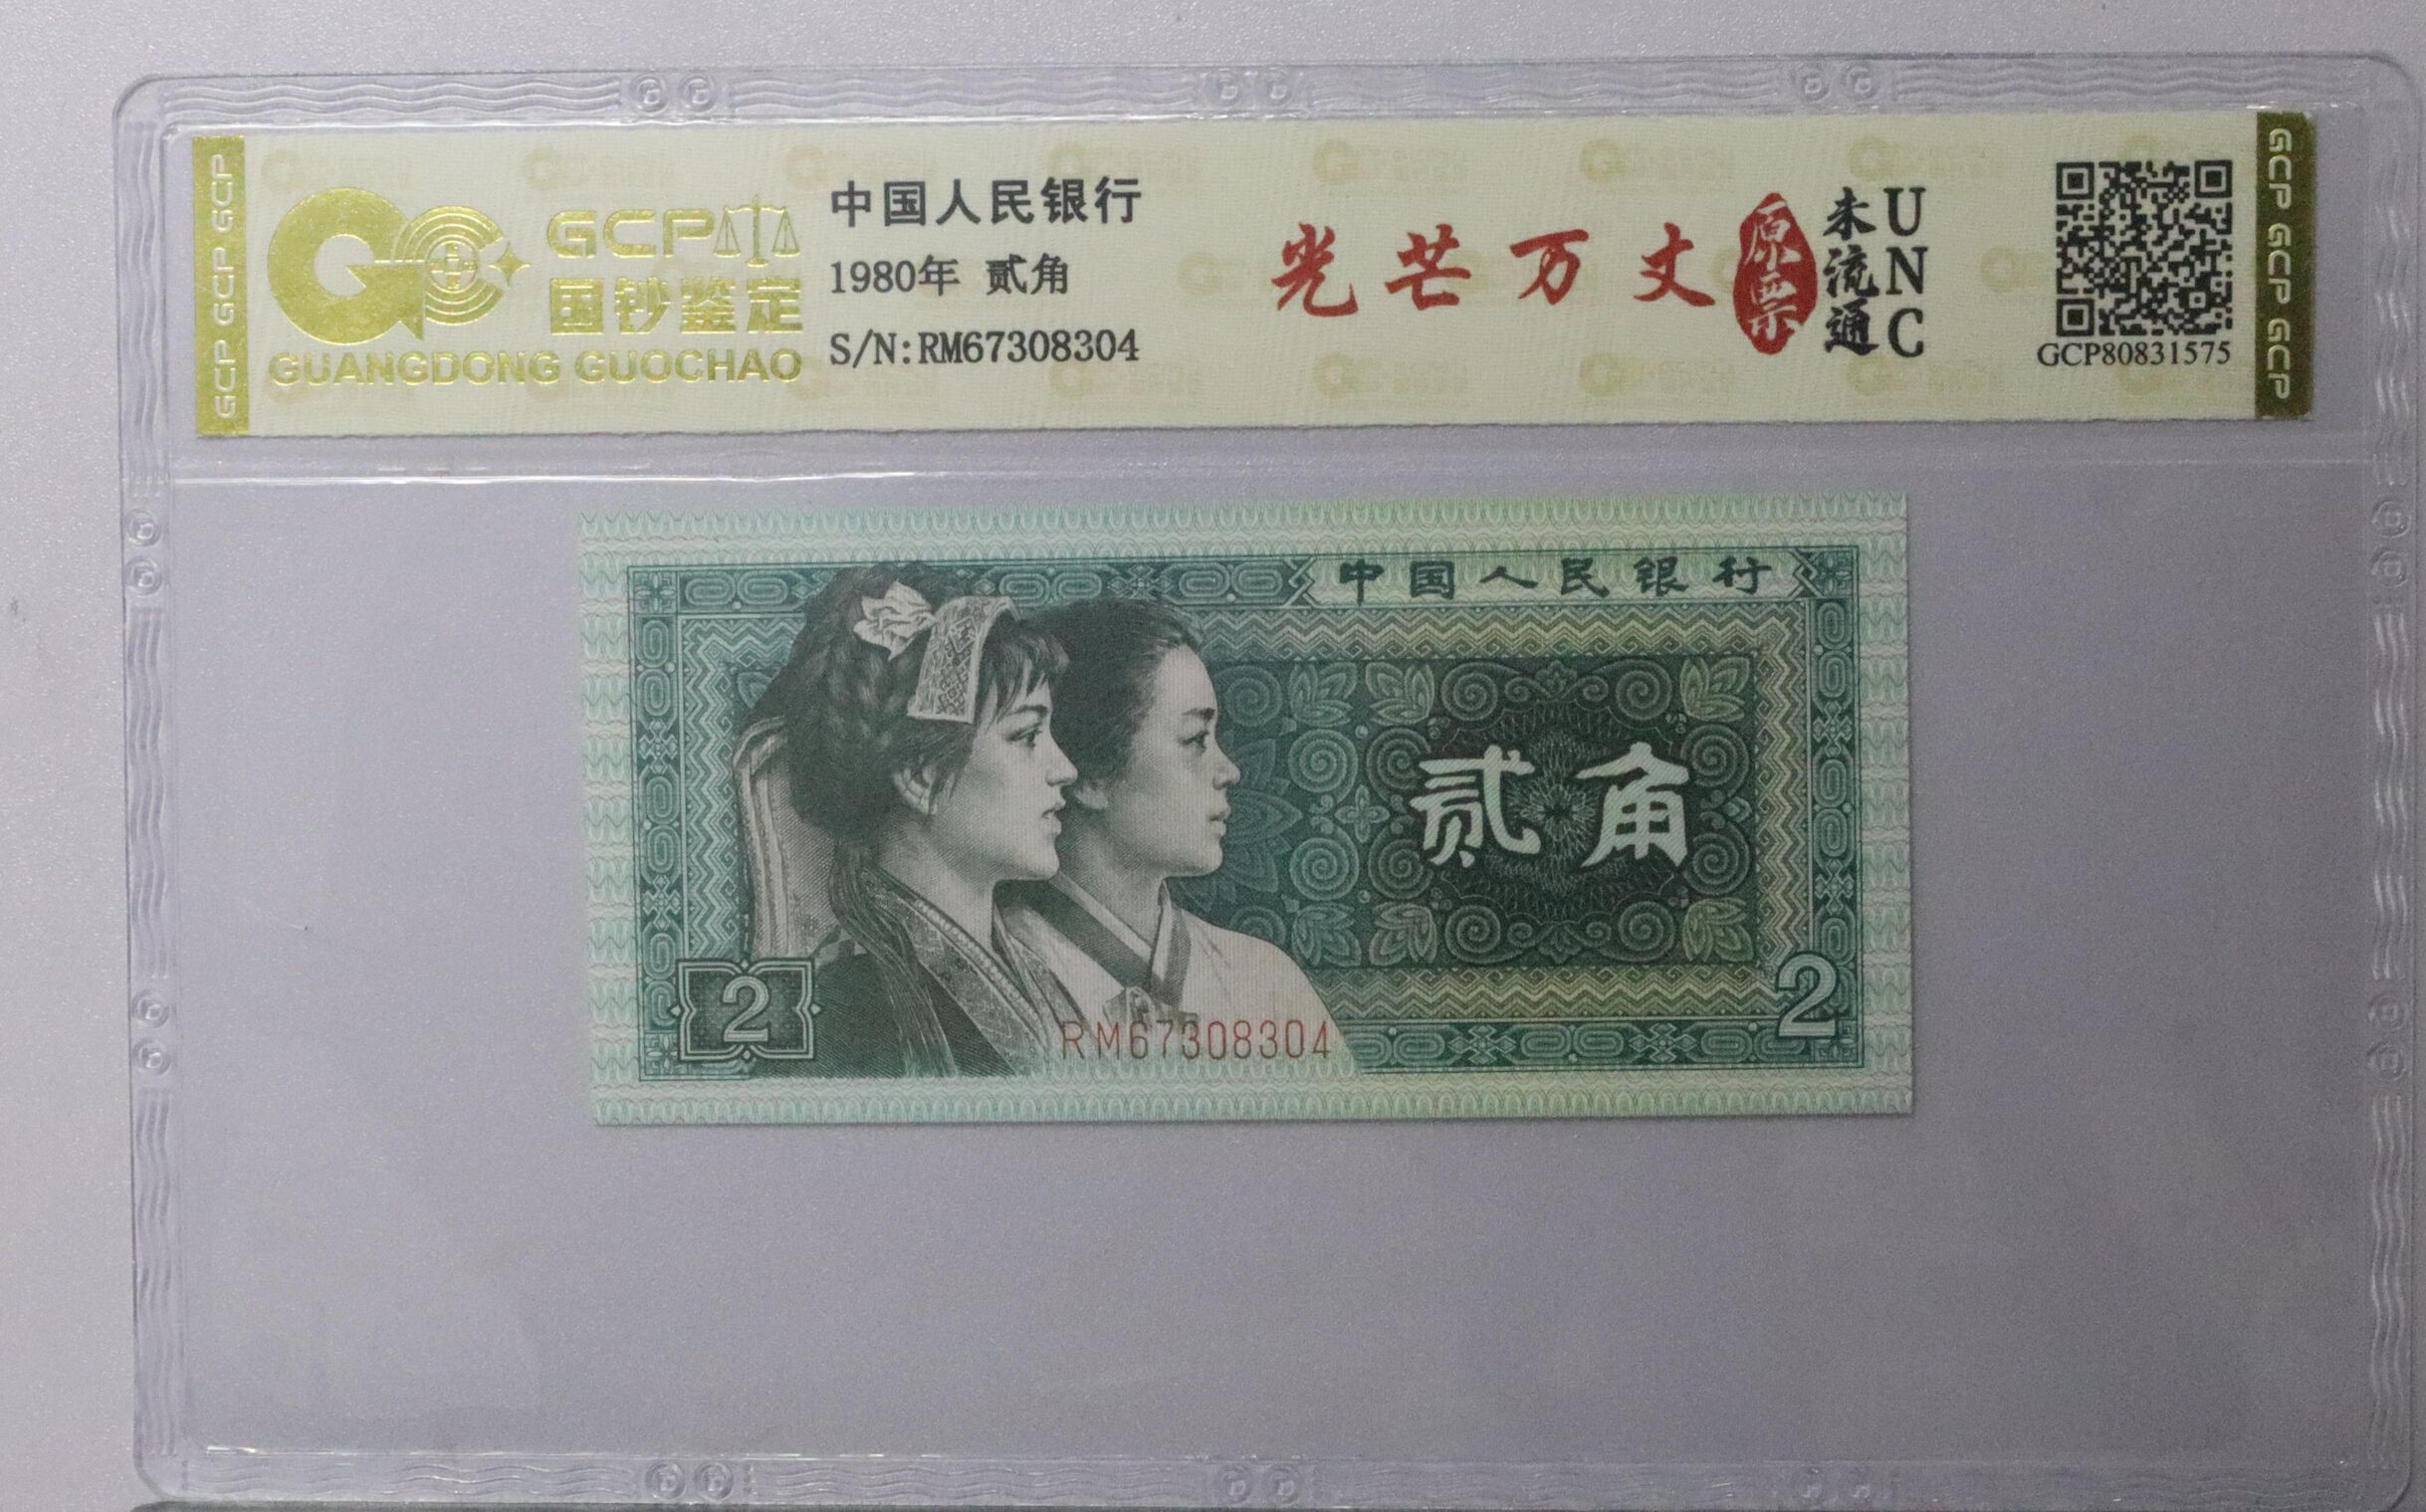 GCP GCP GCP
GCP
国钞鉴定
GUANGDONG GUOCHAO
中国人民银行
1980年 贰角
S/N:RM67308304
光芒万丈
原票
未流通
UNC
GCP80831575
GCP GCP GCP
中国人民银行
贰角
2
RM67308304
2